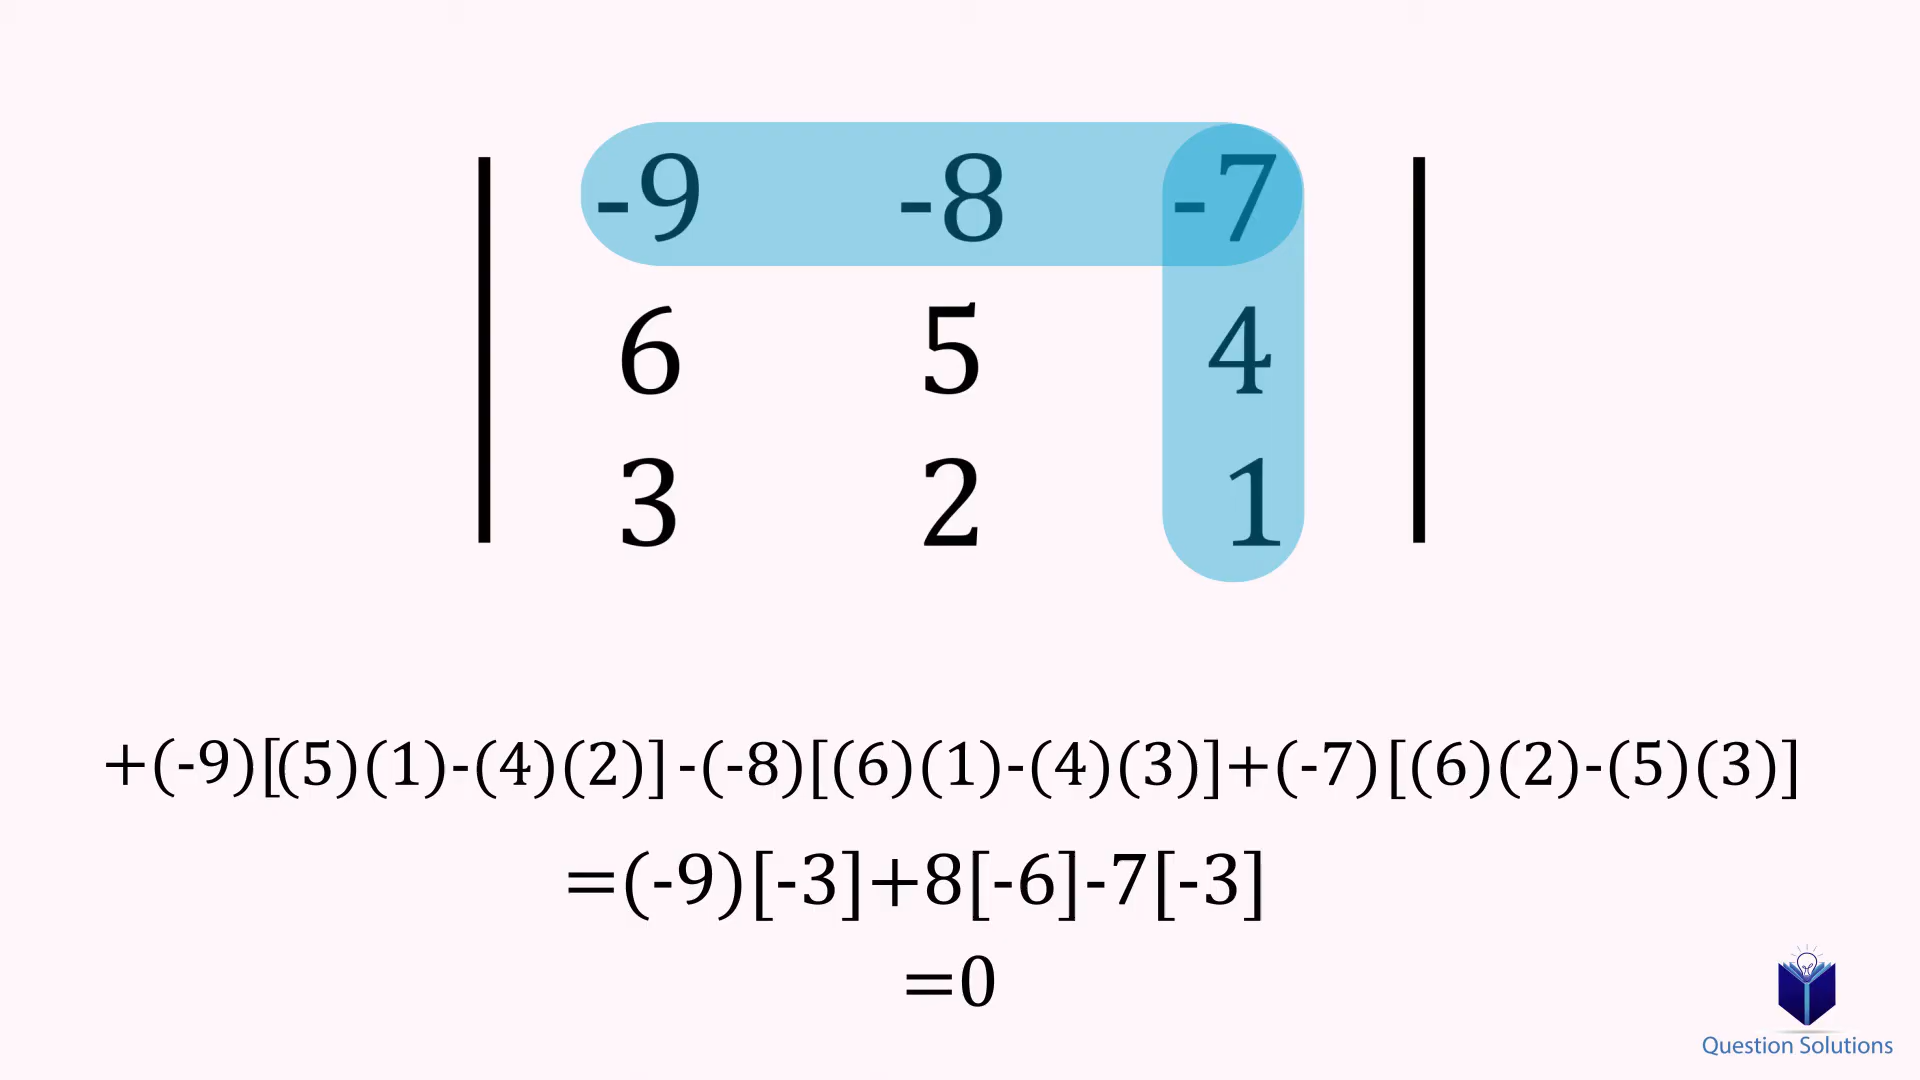 -9 -8 -7
6 5 4
3 2 1
+(-9)[(5)(1)-(4)(2)]-(-8)[(6)(1)-(4)(3)]+(-7)[(6)(2)-(5)(3)]
=(-9)[-3]+8[-6]-7[-3]
=0
Question Solutions